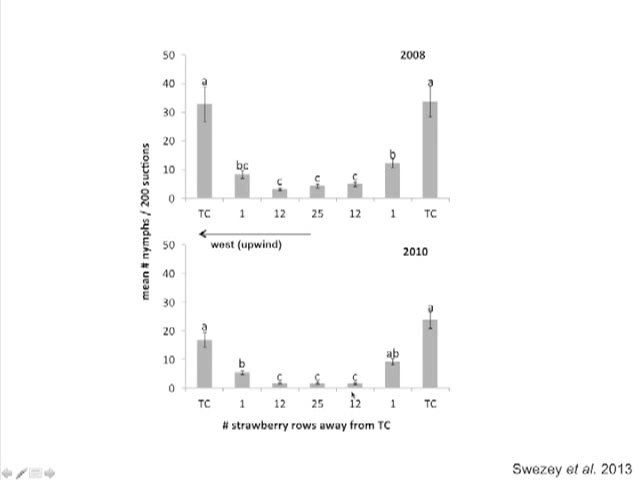 2008
mean # nymphs / 200 suctions
50
40
30
20
10
0
a
bc
c
c
c
b
a
TC 1 12 25 12 1 TC
west (upwind)
2010
50
40
30
20
10
0
a
b
c
c
c
ab
a
TC 1 12 25 12 1 TC
# strawberry rows away from TC
Swezey et al. 2013